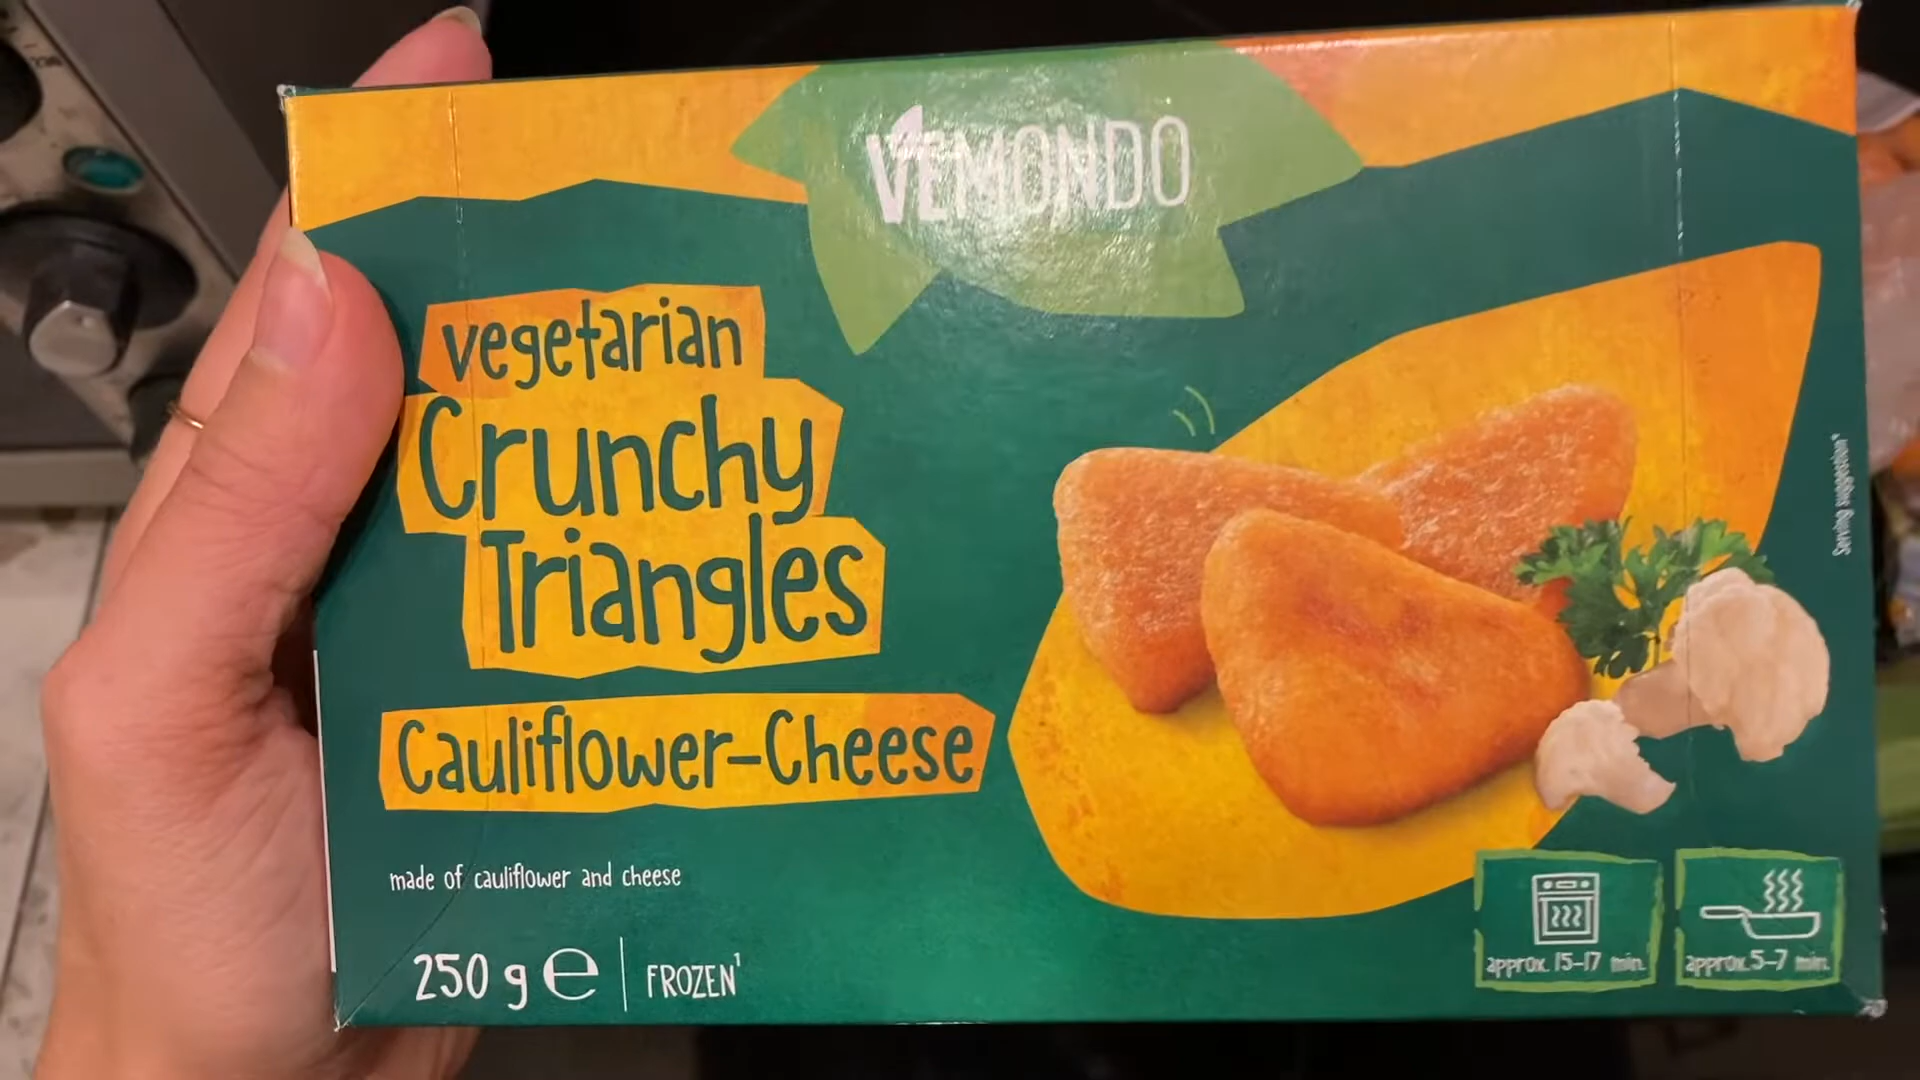 VEMONDO
vegetarian
Crunchy
Triangles
Cauliflower-Cheese
made of cauliflower and cheese
250 g e
FROZEN¹
Serving suggestion*
approx. 15-17 min.
approx. 5-7 min.